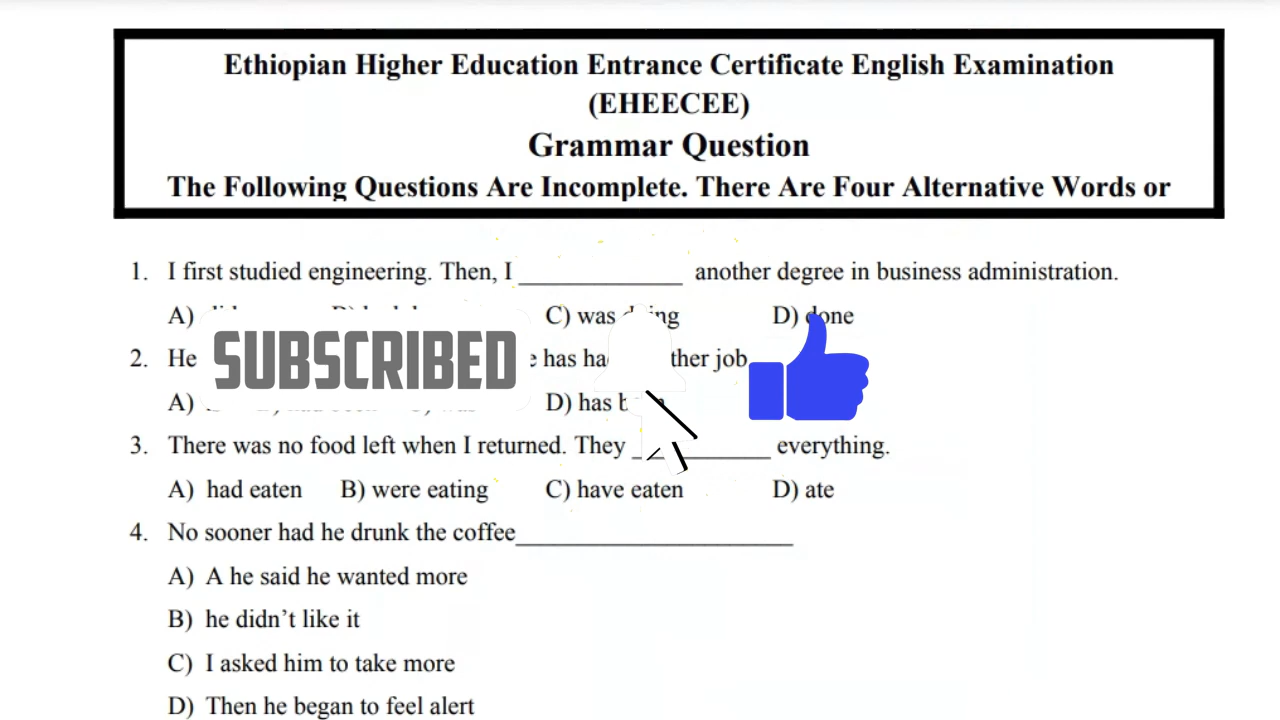 Ethiopian Higher Education Entrance Certificate English Examination
(EHEECEE)
Grammar Question
The Following Questions Are Incomplete. There Are Four Alternative Words or
1. I first studied engineering. Then, I ____________ another degree in business administration.
A) C) was D) done
2. He SUBSCRIBED has job
A) D) has
3. There was no food left when I returned. They ___________ everything.
A) had eaten B) were eating C) have eaten D) ate
4. No sooner had he drunk the coffee______________________
A) A he said he wanted more
B) he didn't like it
C) I asked him to take more
D) Then he began to feel alert